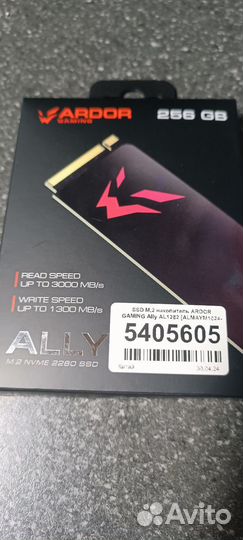 ARDOR
GAMING
256 GB
READ SPEED
UP TO 3000 MB/s
WRITE SPEED
UP TO 1300 MB/s
SSD M.2 накопитель ARDOR
GAMING Ally AL1282 [ALMAYM1024-
5405605
30.04.24
ALLY
M.2 NVME 2280 SSD
Avito